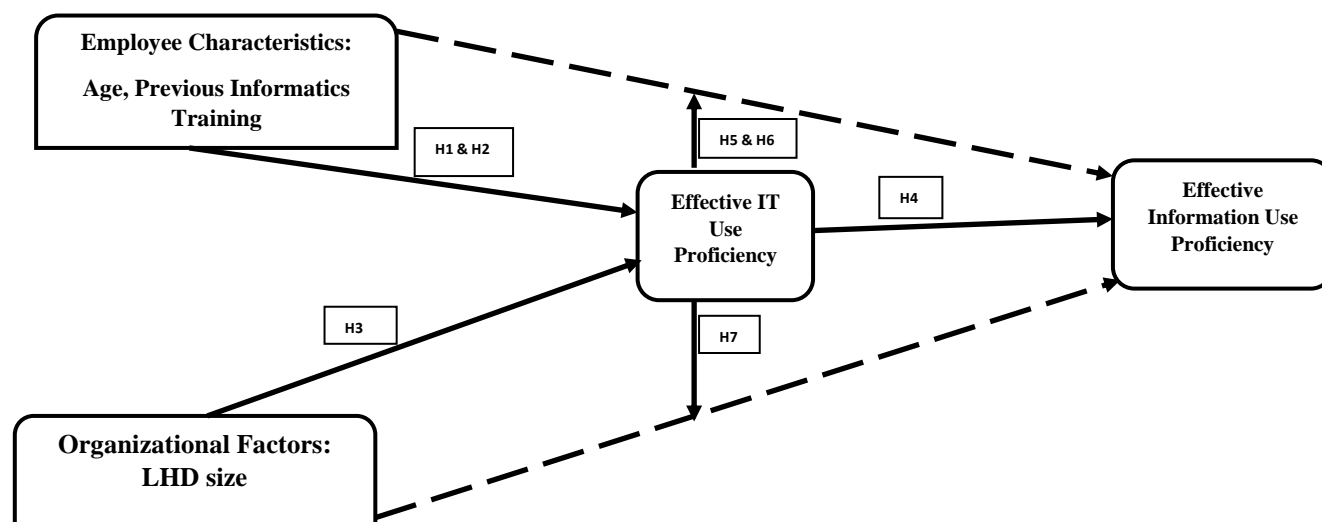 Employee Characteristics:
Age, Previous Informatics
Training
H1 & H2
H5 & H6
Effective IT
Use
Proficiency
H4
Effective
Information Use
Proficiency
H3
H7
Organizational Factors:
LHD size